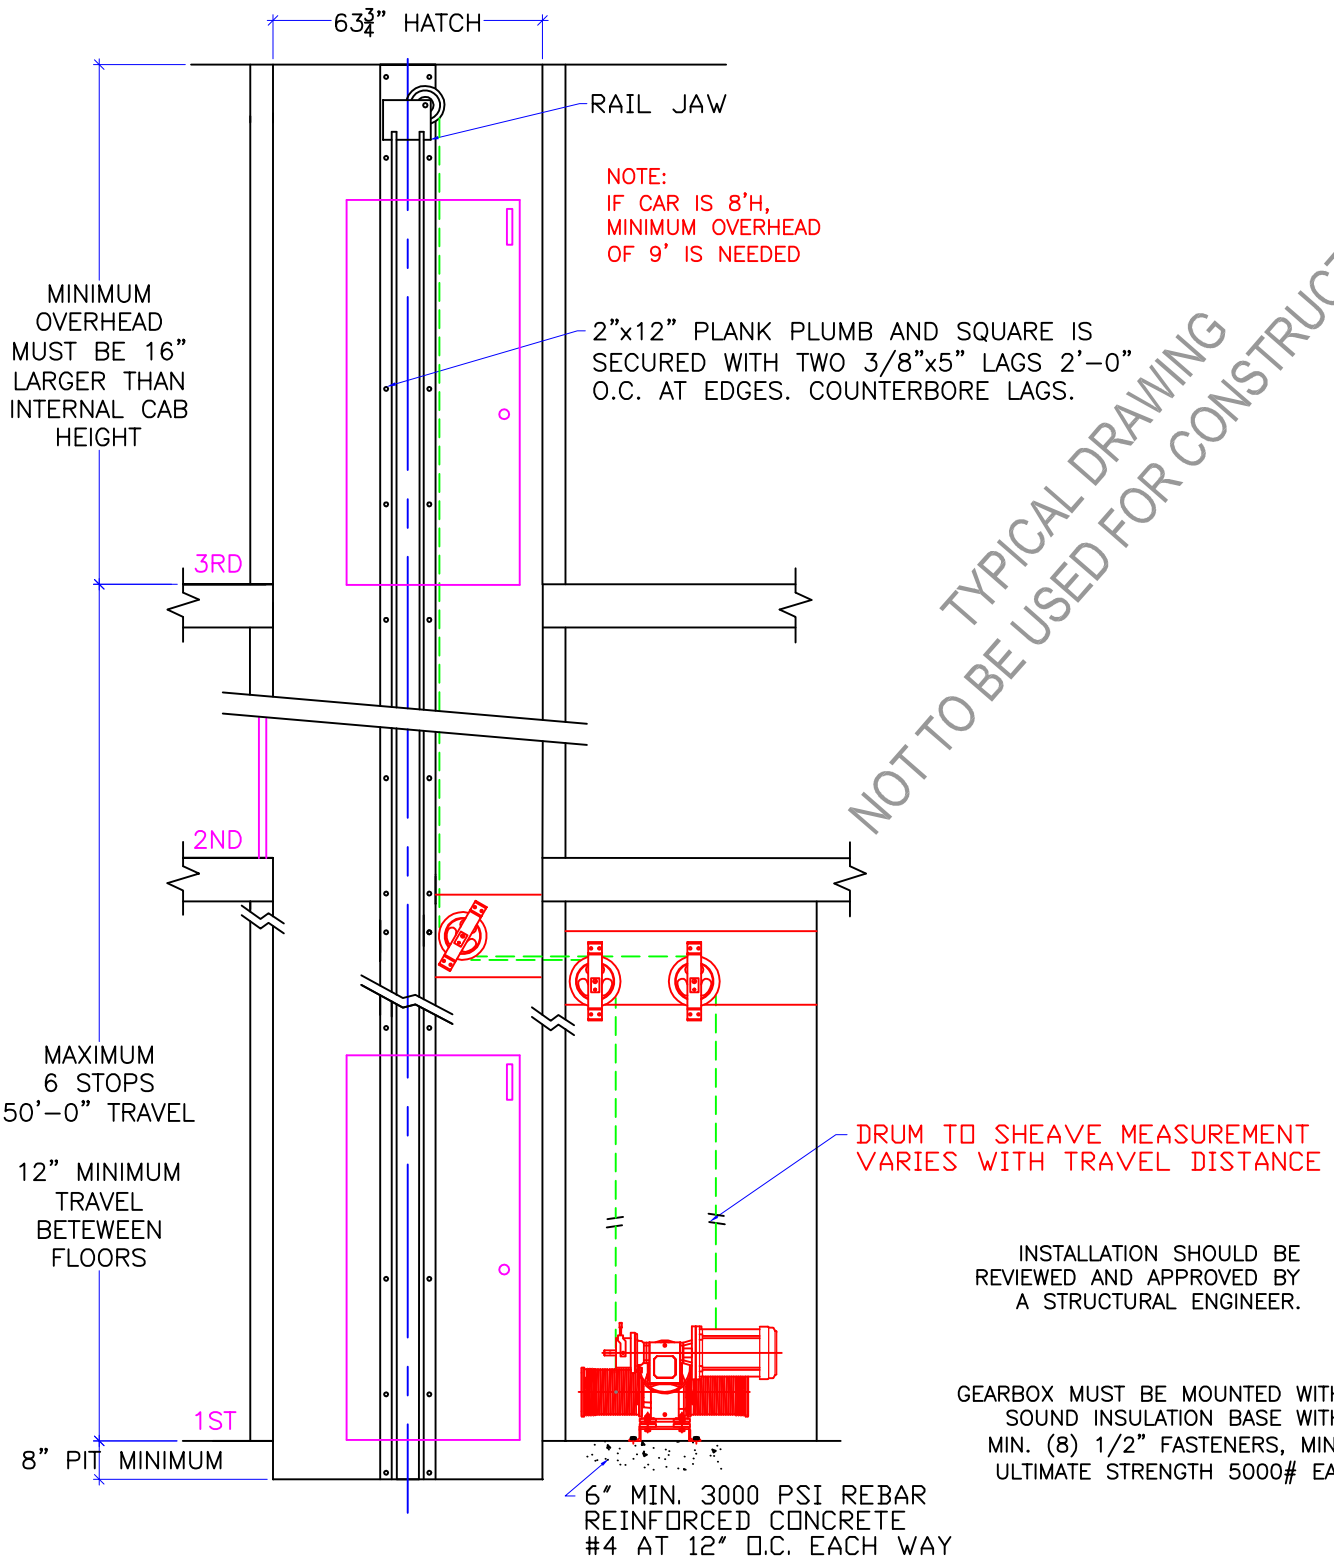 63 3/4" HATCH
RAIL JAW
NOTE:
IF CAR IS 8'H,
MINIMUM OVERHEAD
OF 9' IS NEEDED
MINIMUM
OVERHEAD
MUST BE 16"
LARGER THAN
INTERNAL CAB
HEIGHT
2"x12" PLANK PLUMB AND SQUARE IS
SECURED WITH TWO 3/8"x5" LAGS 2'-0"
O.C. AT EDGES. COUNTERBORE LAGS.
TYPICAL DRAWING
NOT TO BE USED FOR CONSTRUCT
3RD
2ND
MAXIMUM
6 STOPS
50'-0" TRAVEL
12" MINIMUM
TRAVEL
BETEWEEN
FLOORS
DRUM TO SHEAVE MEASUREMENT
VARIES WITH TRAVEL DISTANCE
INSTALLATION SHOULD BE
REVIEWED AND APPROVED BY
A STRUCTURAL ENGINEER.
GEARBOX MUST BE MOUNTED WITH
SOUND INSULATION BASE WITH
MIN. (8) 1/2" FASTENERS, MIN.
ULTIMATE STRENGTH 5000# EA
1ST
8" PIT MINIMUM
6" MIN. 3000 PSI REBAR
REINFORCED CONCRETE
#4 AT 12" O.C. EACH WAY